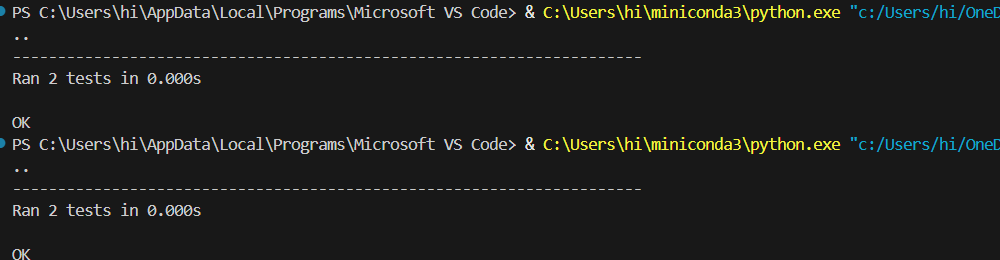 PS C:\Users\hi\AppData\Local\Programs\Microsoft VS Code> & C:\Users\hi\miniconda3\python.exe "c:/Users/hi/OneD
..
----------------------------------------------------------------------
Ran 2 tests in 0.000s
OK
PS C:\Users\hi\AppData\Local\Programs\Microsoft VS Code> & C:\Users\hi\miniconda3\python.exe "c:/Users/hi/OneD
..
----------------------------------------------------------------------
Ran 2 tests in 0.000s
OK